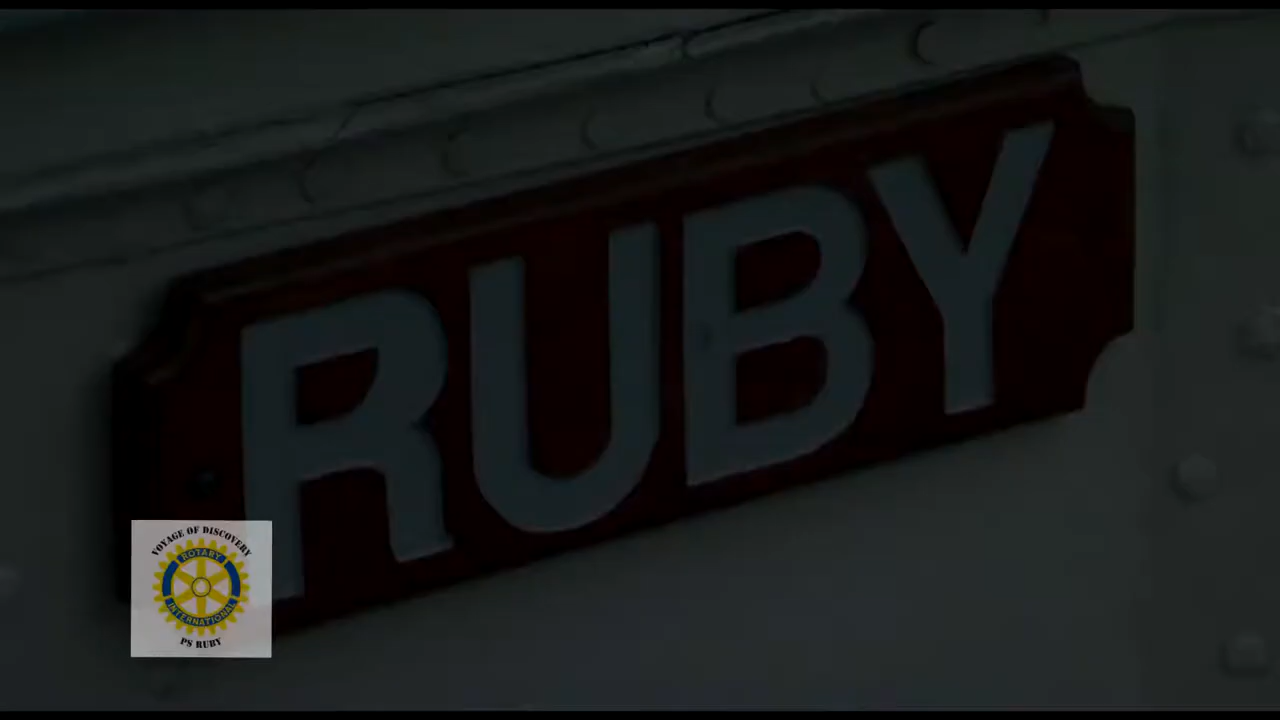 RUBY
VOYAGE OF DISCOVERY
ROTARY
INTERNATIONAL
PS RUBY